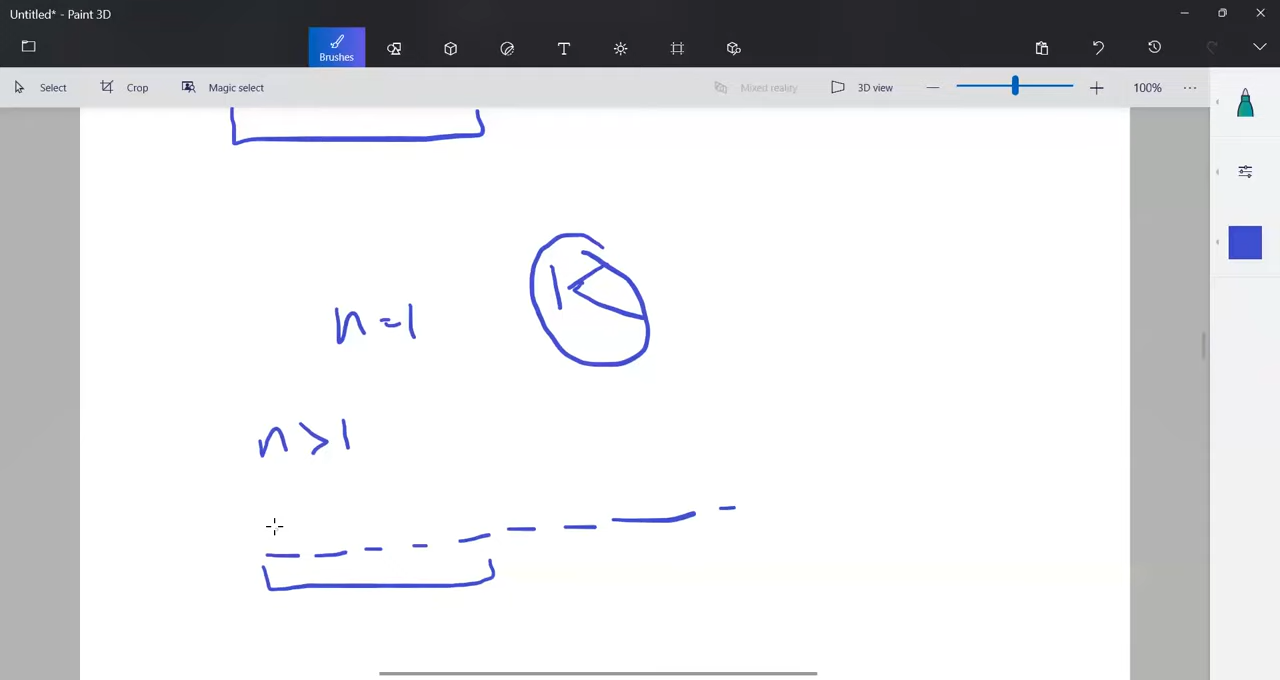 Untitled* - Paint 3D
Brushes
Select
Crop
Magic select
Mixed reality
3D view
100%
K
n=1
n>1